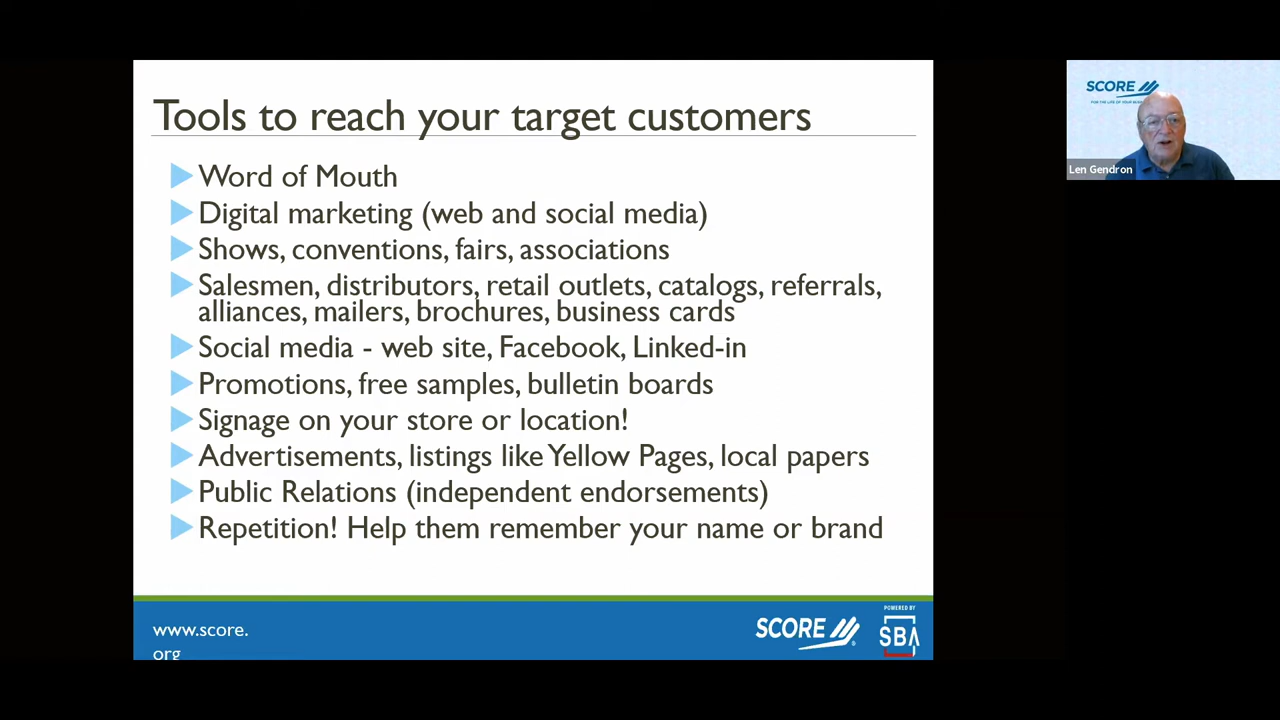 Tools to reach your target customers
Word of Mouth
Digital marketing (web and social media)
Shows, conventions, fairs, associations
Salesmen, distributors, retail outlets, catalogs, referrals,
alliances, mailers, brochures, business cards
Social media - web site, Facebook, Linked-in
Promotions, free samples, bulletin boards
Signage on your store or location!
Advertisements, listings like Yellow Pages, local papers
Public Relations (independent endorsements)
Repetition! Help them remember your name or brand
www.score.
org
SCORE
POWERED BY
SBA
SCORE
FOR THE LIFE OF YOUR
Len Gendron